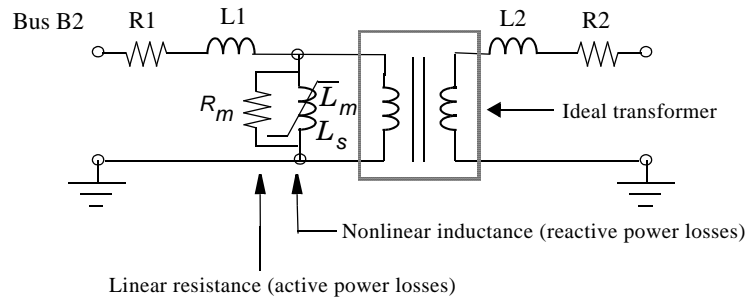 Bus B2 R1 L1 L2 R2
Rm Lm
Ls
Ideal transformer
Nonlinear inductance (reactive power losses)
Linear resistance (active power losses)